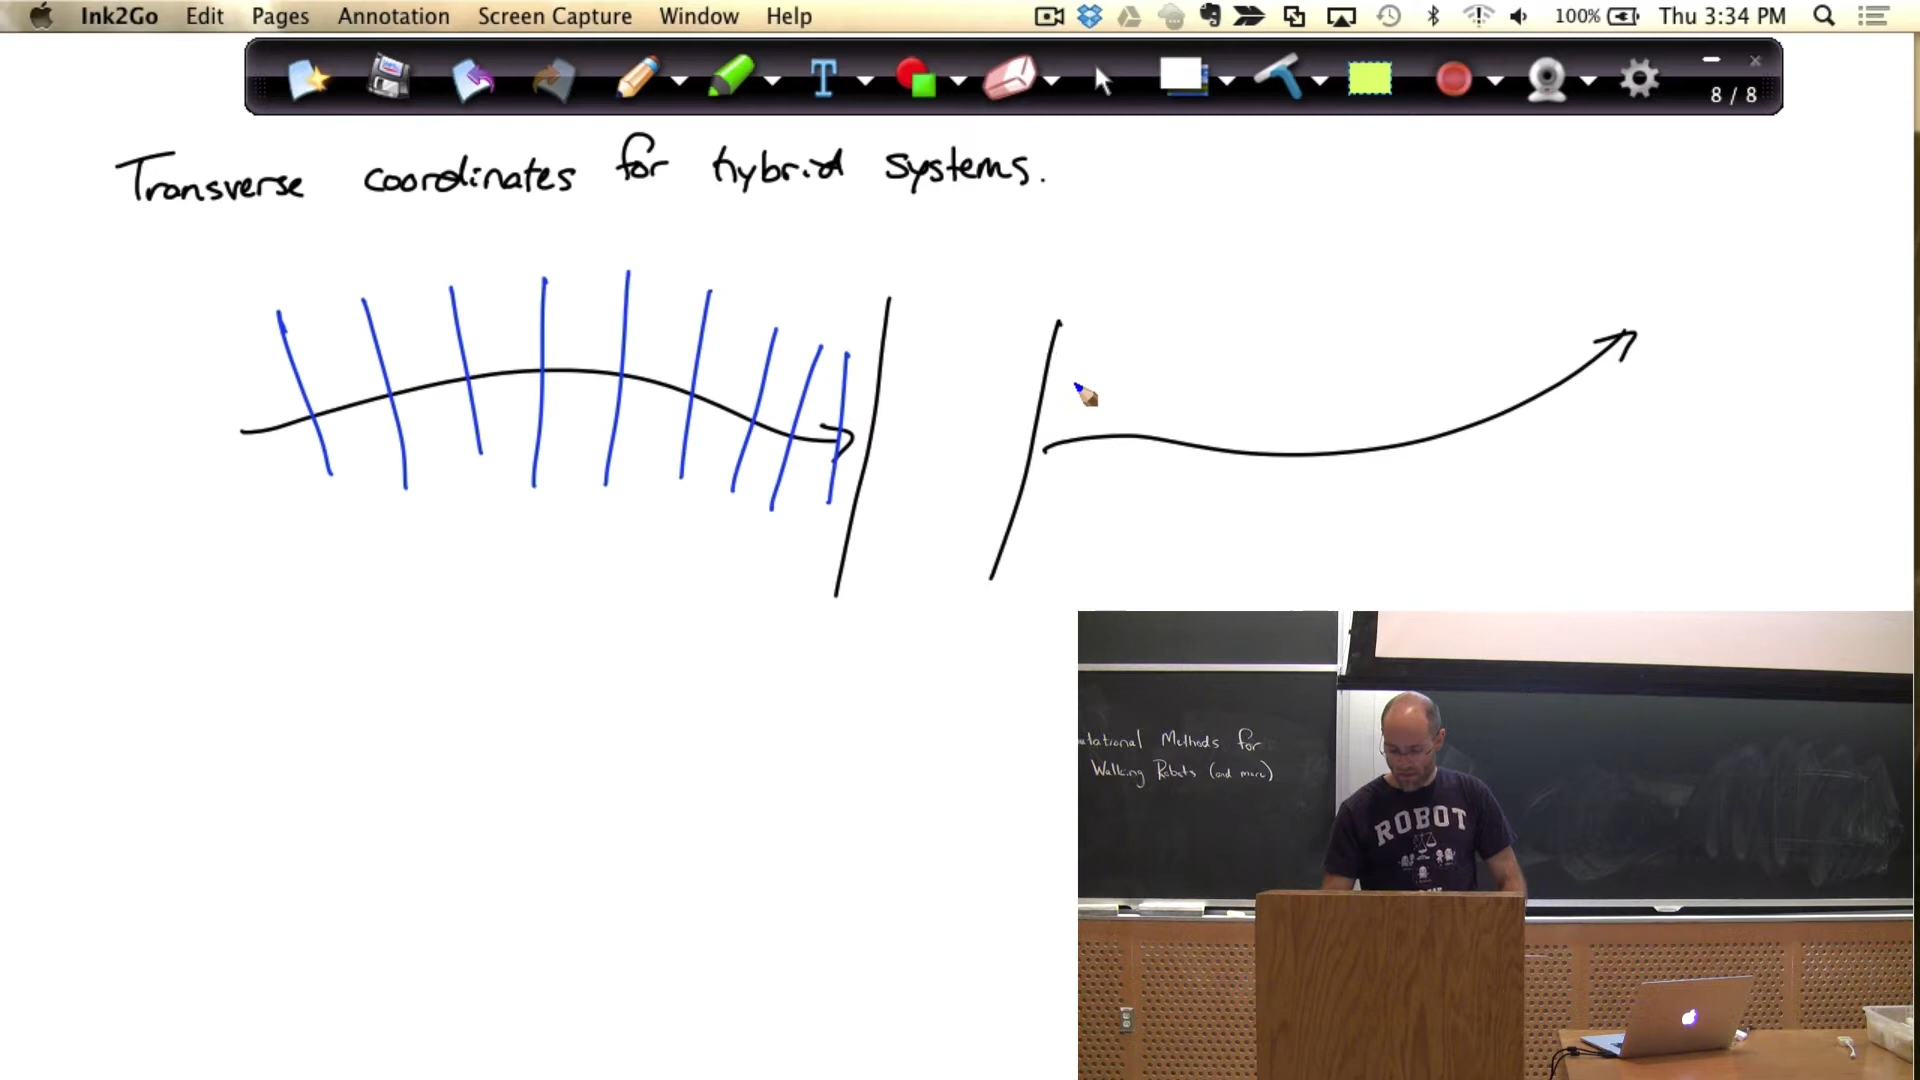 Ink2Go Edit Pages Annotation Screen Capture Window Help 100% Thu 3:34 PM
T
8 / 8
Transverse coordinates for hybrid systems.
utational Methods for
Walking Robots (and more)
ROBOT